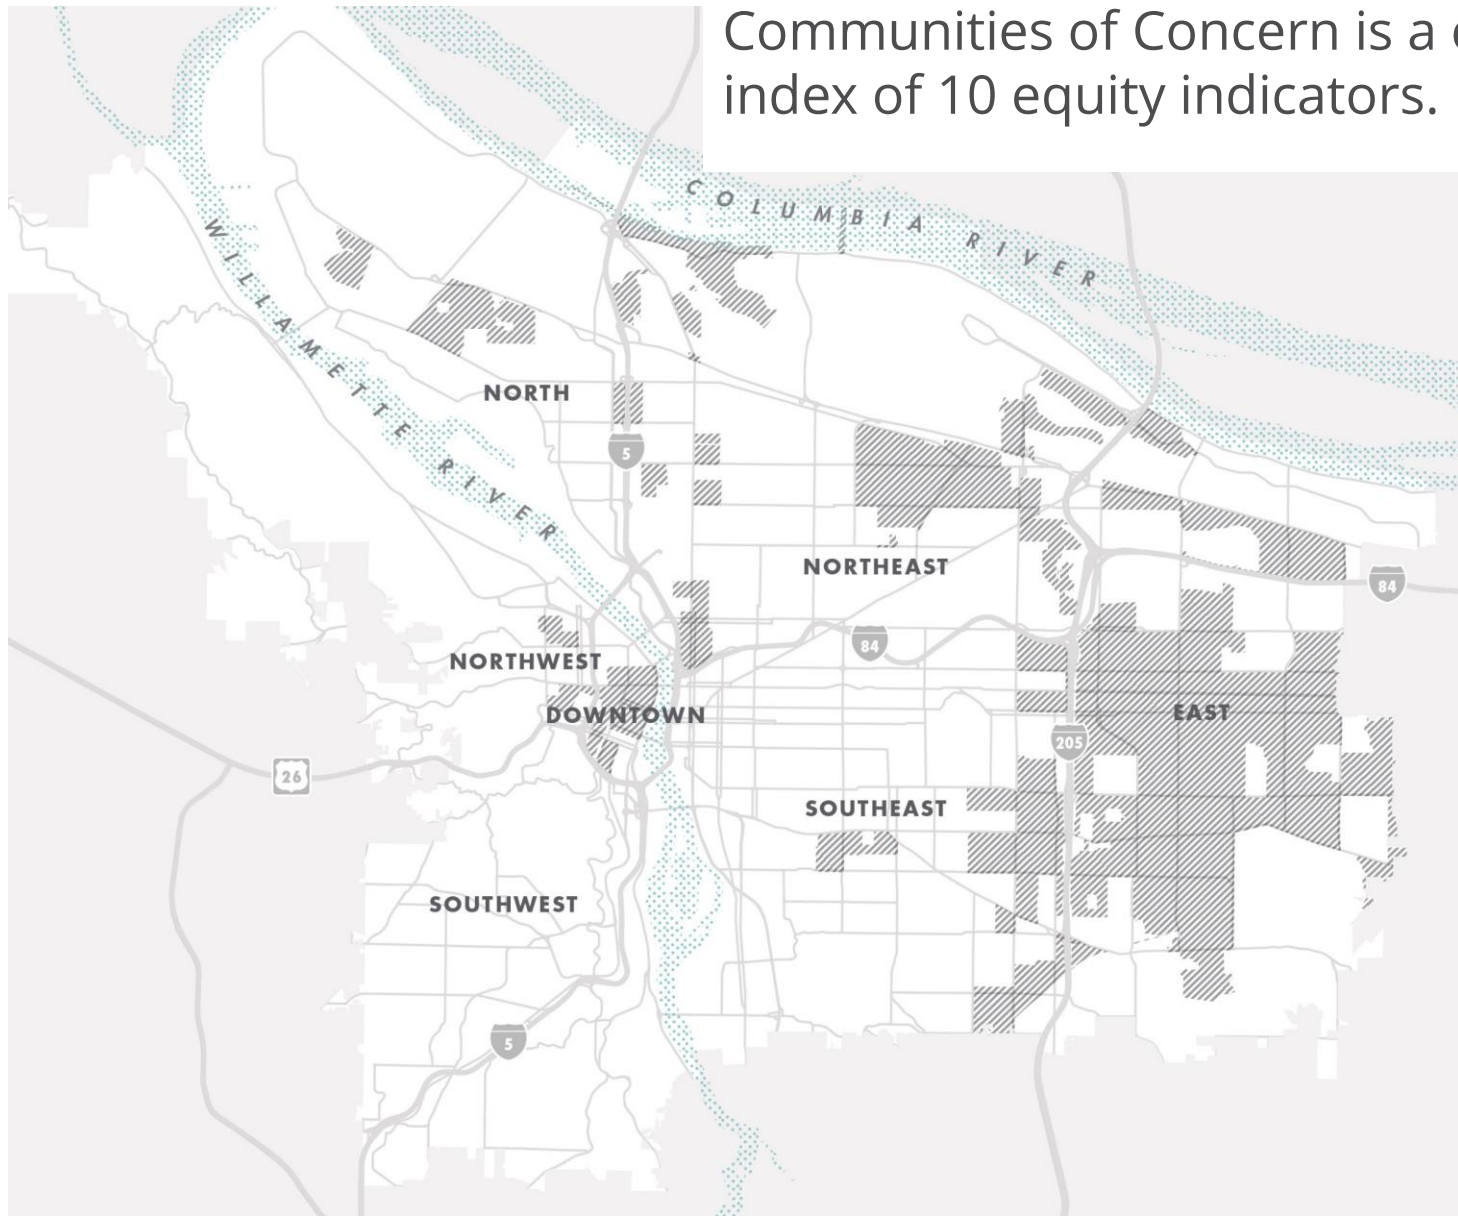 Communities of Concern is a
index of 10 equity indicators.
COLUMBIA RIVER
WILLAMETTE RIVER
NORTH
5
NORTHEAST
84
84
NORTHWEST
DOWNTOWN
EAST
205
26
SOUTHEAST
SOUTHWEST
5